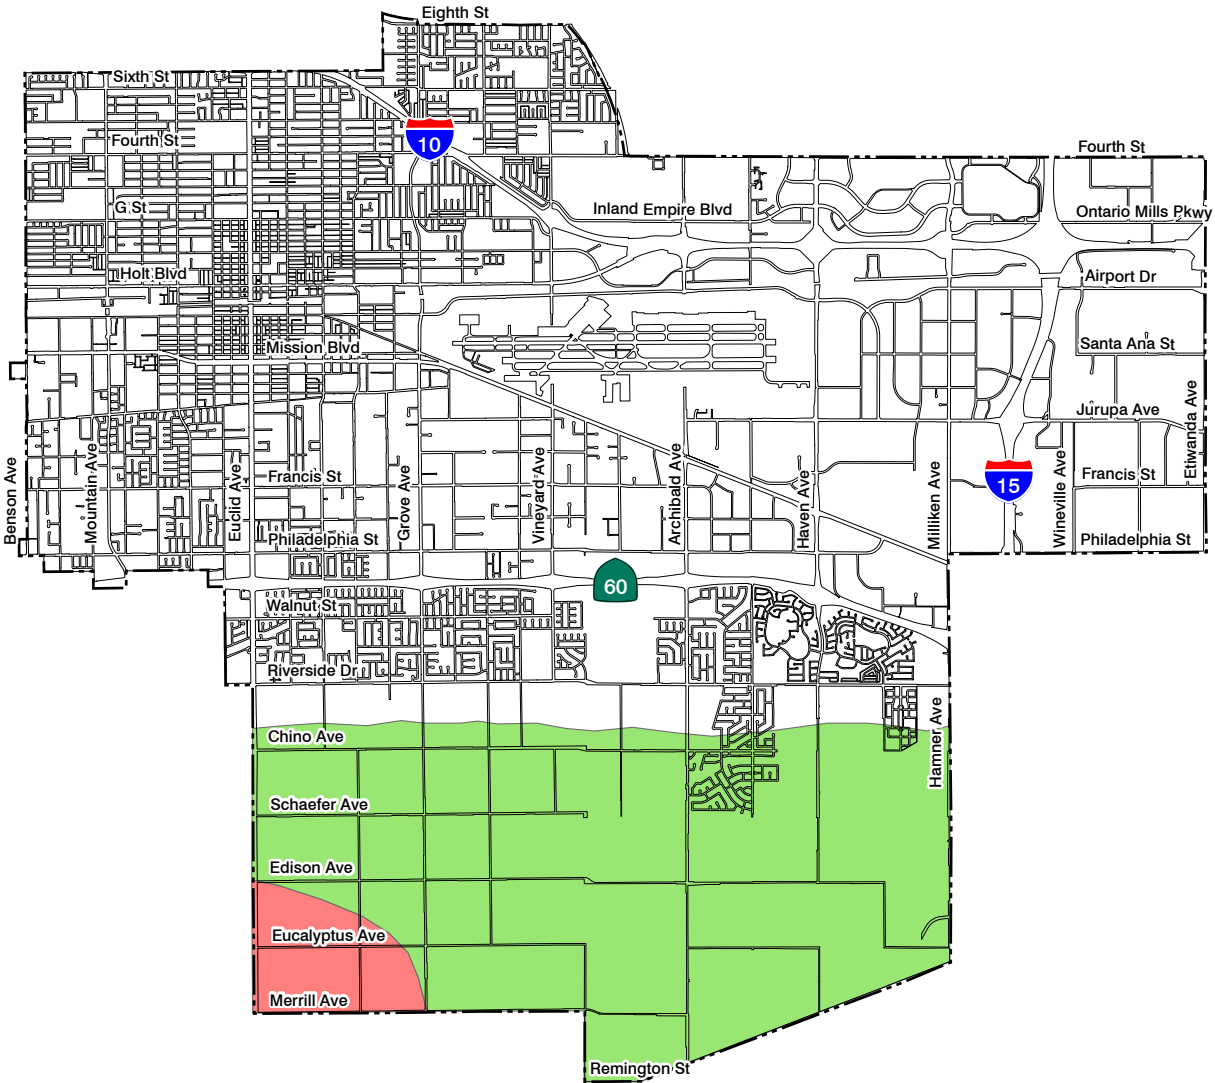 Eighth St
Sixth St
Fourth St
10
Fourth St
G St
Inland Empire Blvd
Ontario Mills Pkwy
Holt Blvd
Airport Dr
Mission Blvd
Santa Ana St
Jurupa Ave
Benson Ave
Mountain Ave
Euclid Ave
Francis St
Grove Ave
Vineyard Ave
Archibald Ave
Haven Ave
Milliken Ave
15
Wineville Ave
Francis St
Etiwanda Ave
Philadelphia St
Philadelphia St
60
Walnut St
Riverside Dr
Hamner Ave
Chino Ave
Schaefer Ave
Edison Ave
Eucalyptus Ave
Merrill Ave
Remington St